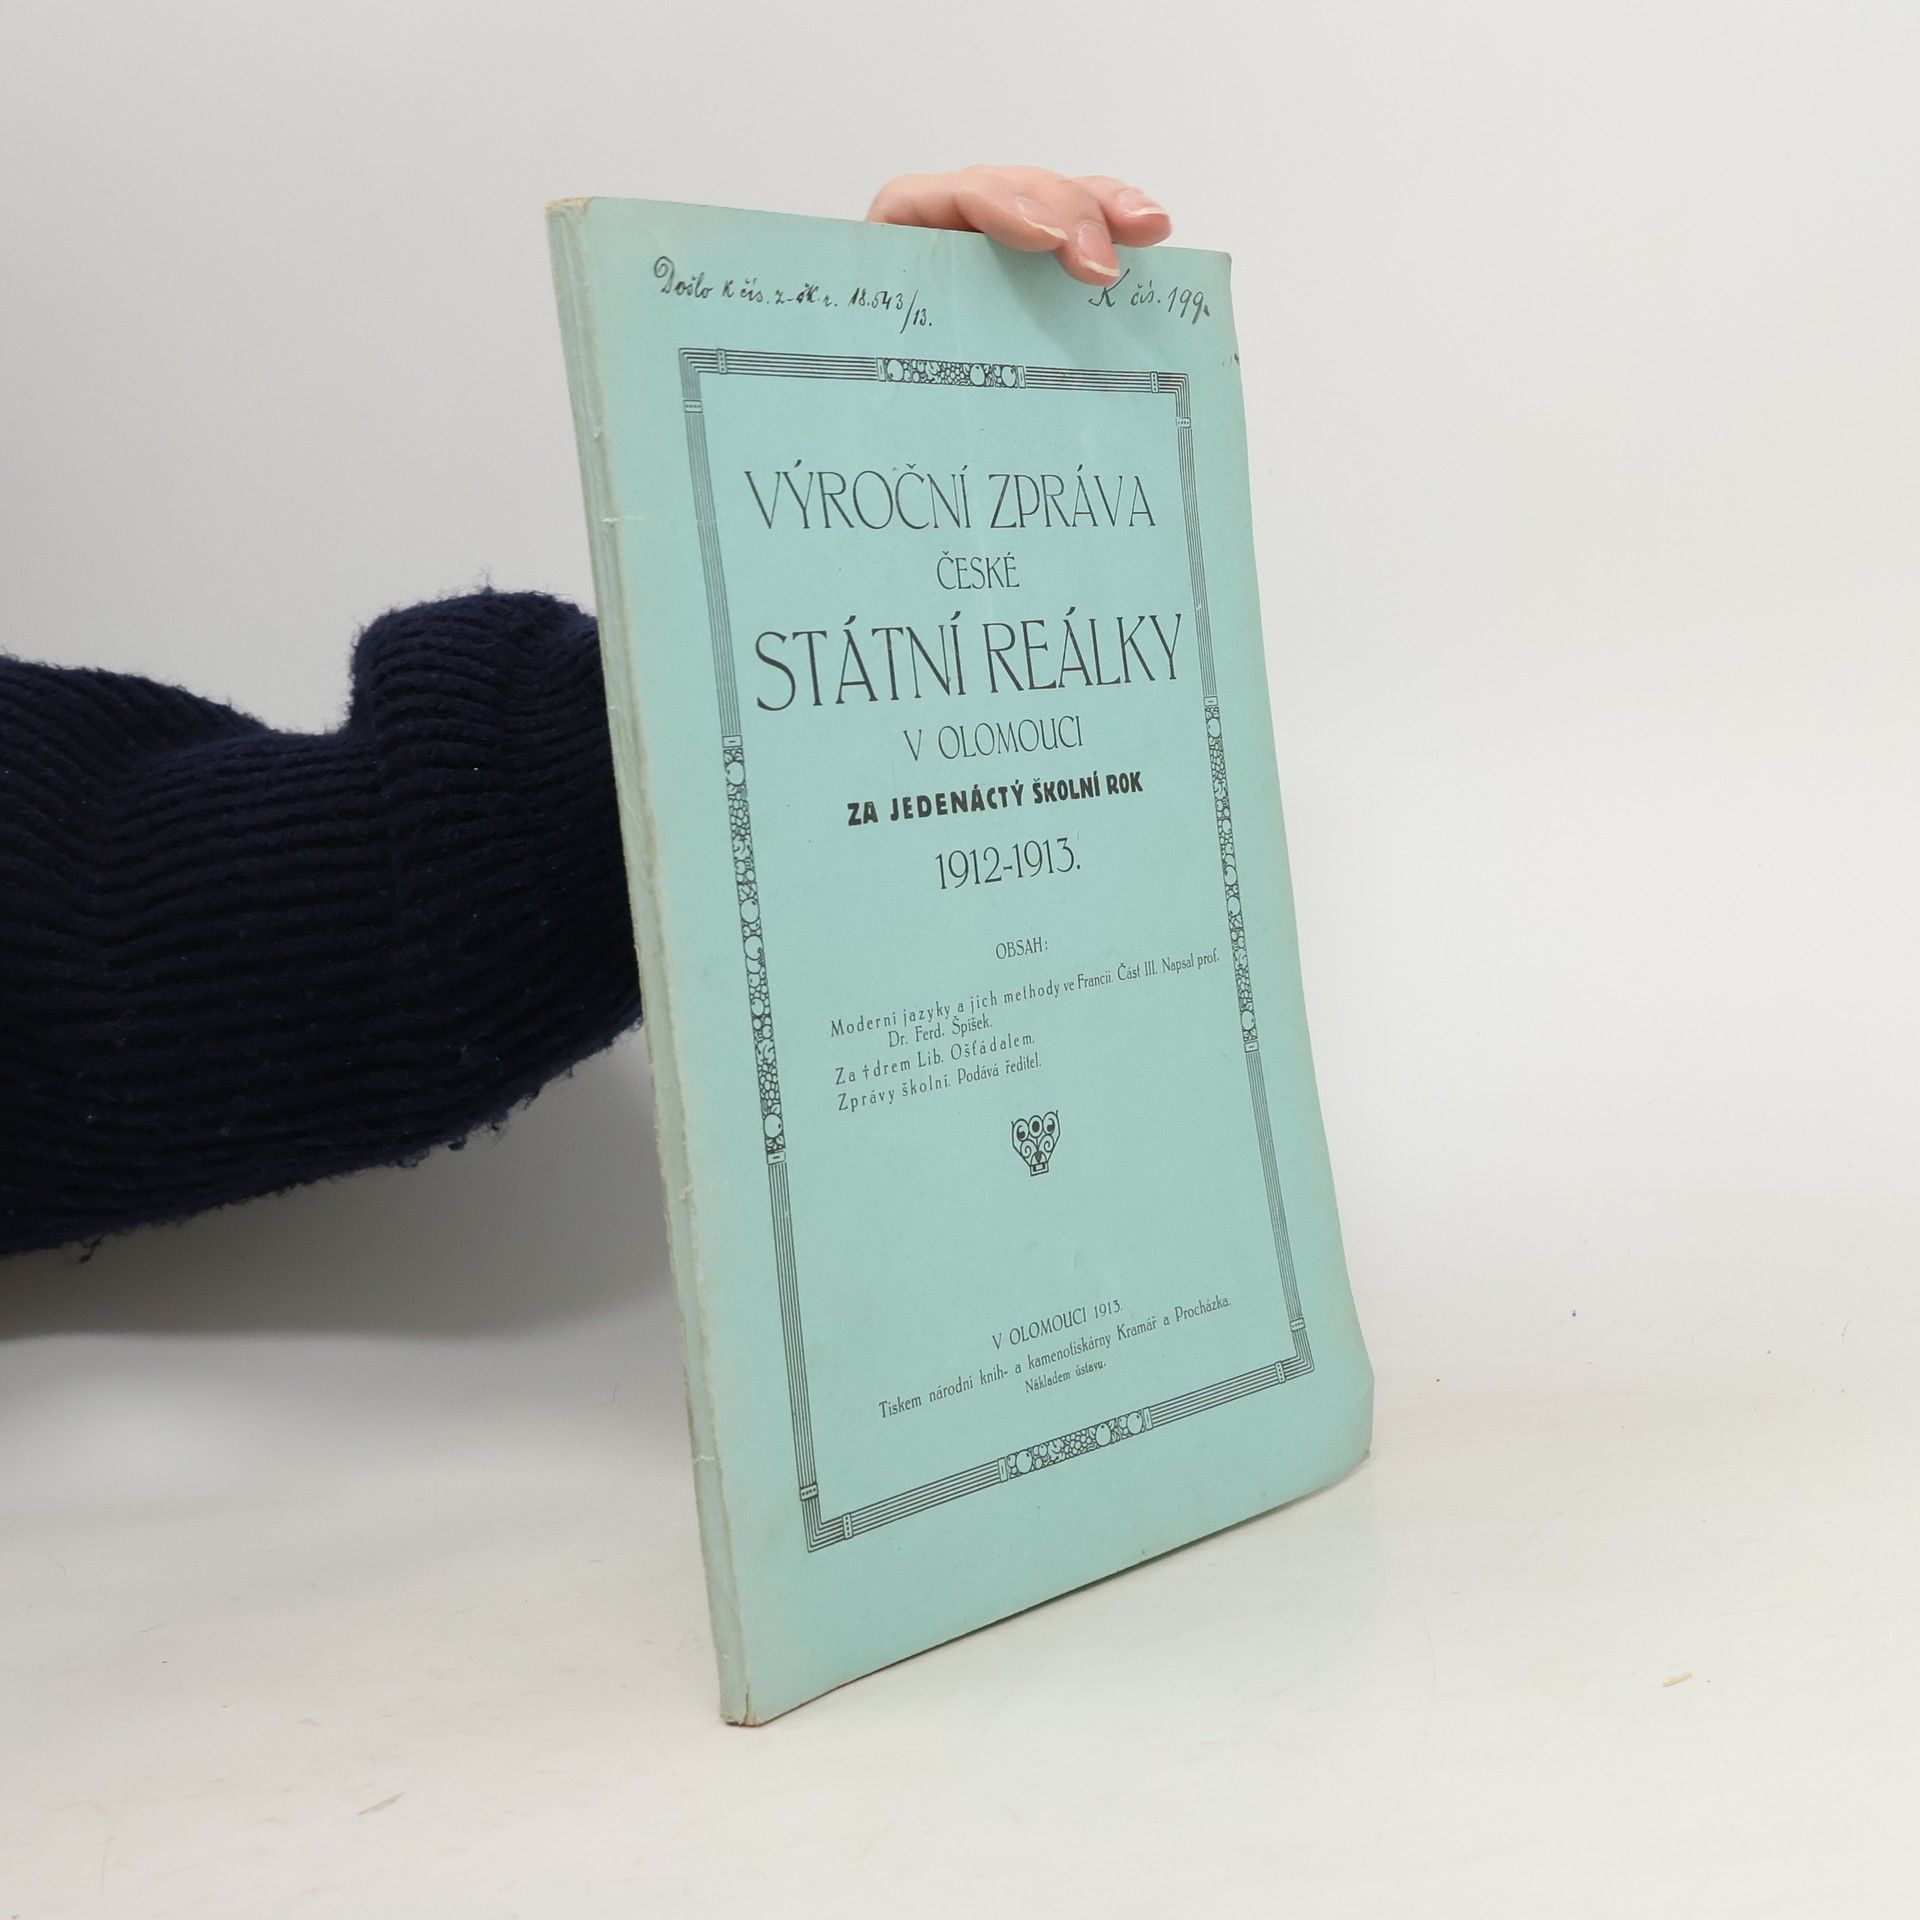 Došlo k čís. z. šk. r. 18.543/13.
K čís. 199.
VÝROČNÍ ZPRÁVA
ČESKÉ
STÁTNÍ REÁLKY
V OLOMOUCI
ZA JEDENÁCTÝ ŠKOLNÍ ROK
1912-1913.
OBSAH:
Moderní jazyky a jich methody ve Francii. Část III. Napsal prof.
Dr. Ferd. Špíšek.
Za †drem Lib. Ošťádalem.
Zprávy školní. Podává ředitel.
V OLOMOUCI 1913.
Tiskem národní knih- a kamenotiskárny Kramář a Procházka.
Nákladem ústavu.